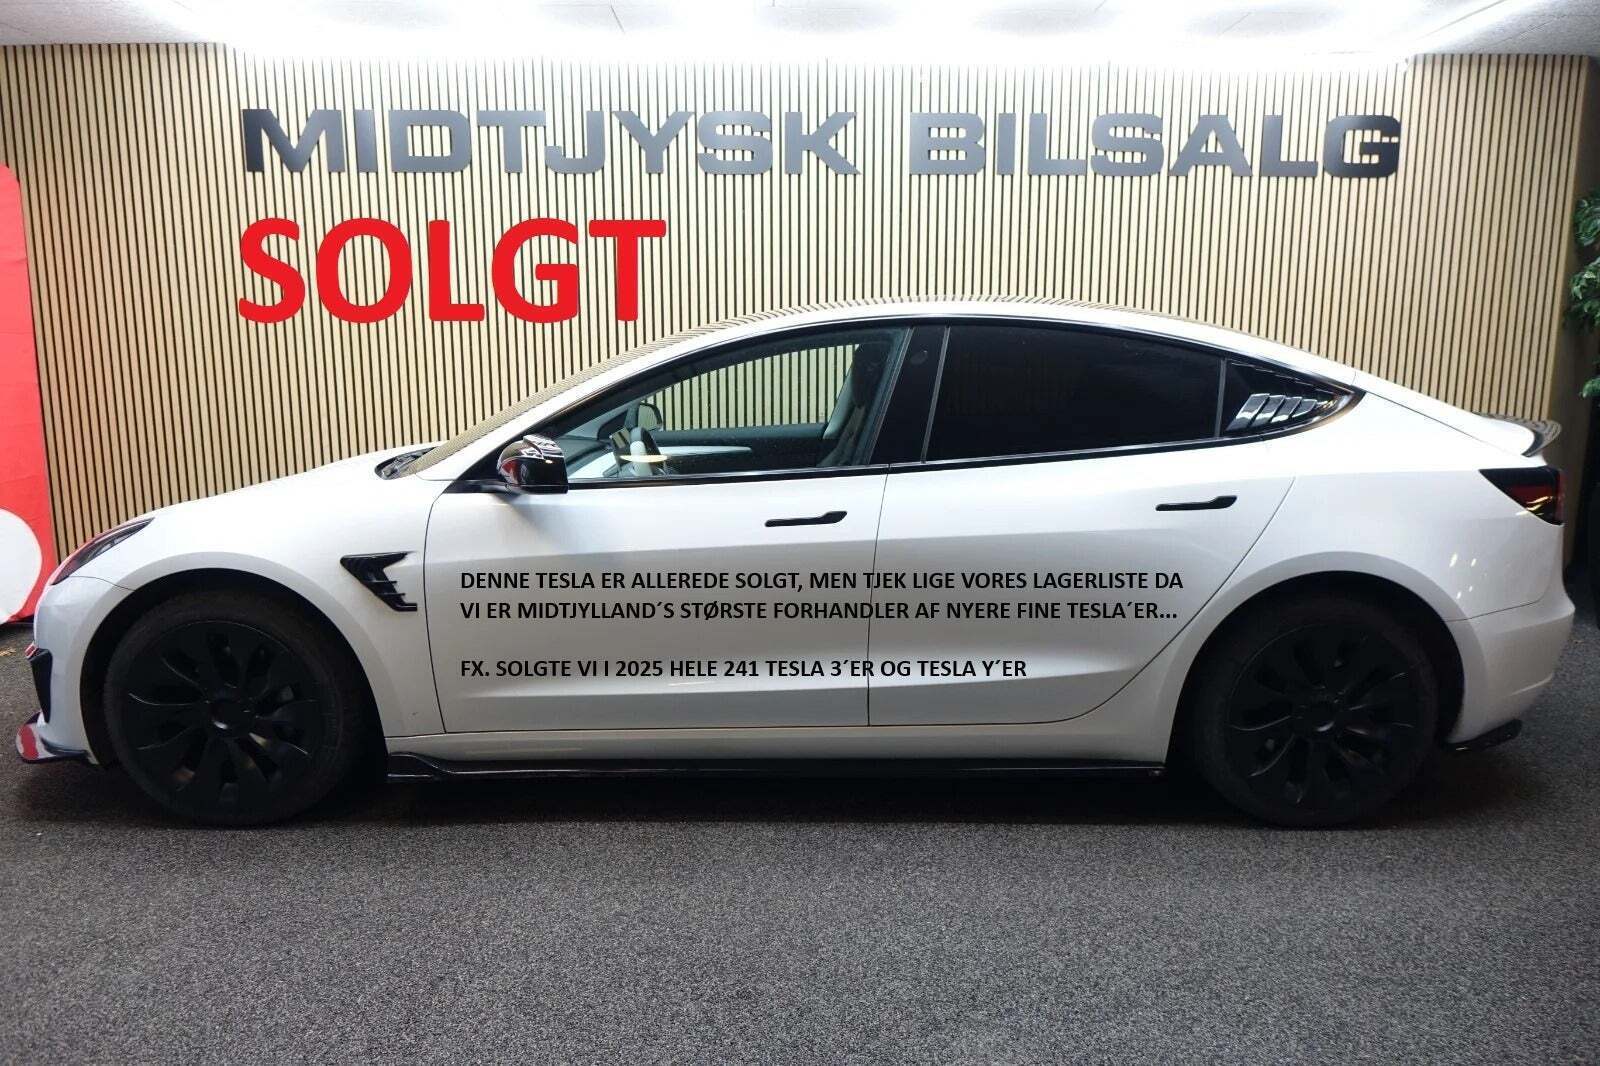 MIDTJYSK BILSALG
SOLGT
DENNE TESLA ER ALLEREDE SOLGT, MEN TJEK LIGE VORES LAGERLISTE DA
VI ER MIDTJYLLAND´S STØRSTE FORHANDLER AF NYERE FINE TESLA´ER...
FX. SOLGTE VI I 2025 HELE 241 TESLA 3´ER OG TESLA Y´ER